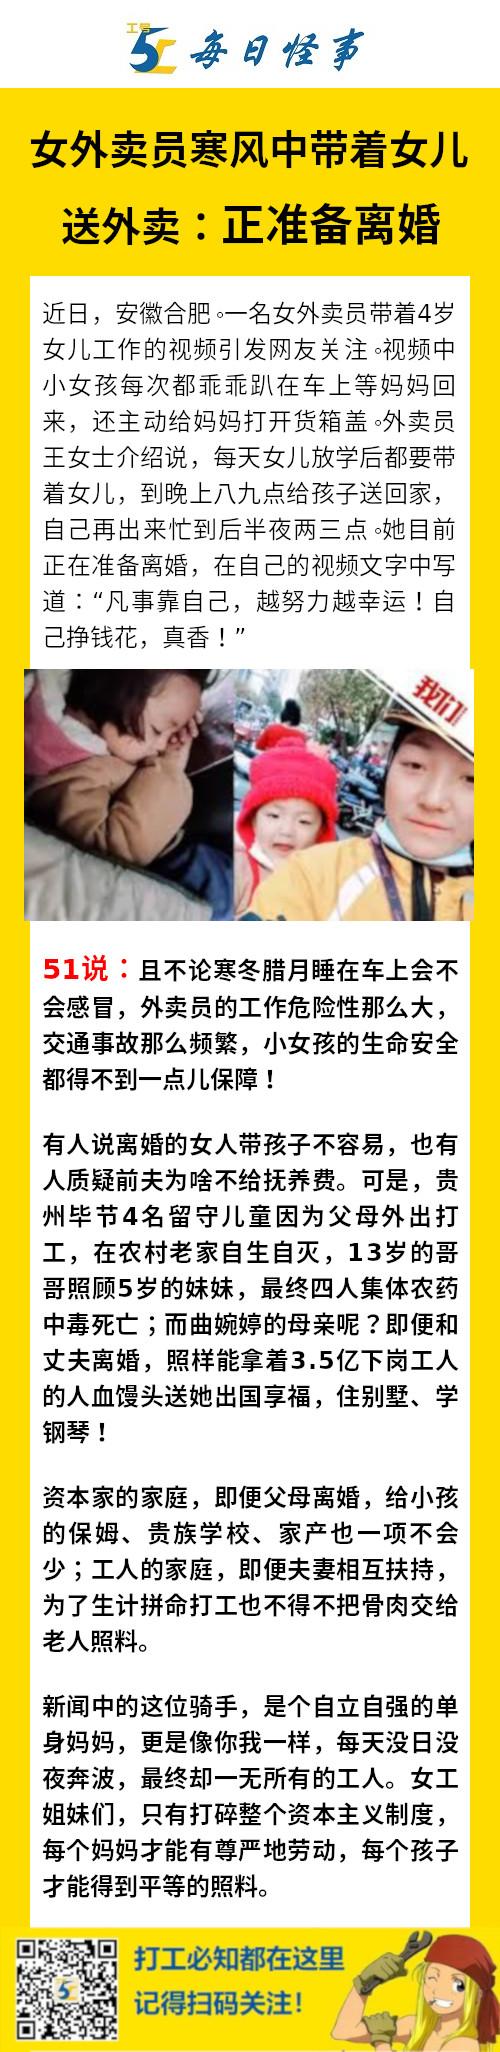 工号
51 每日怪事
女外卖员寒风中带着女儿
送外卖：正准备离婚
近日，安徽合肥。一名女外卖员带着4岁
女儿工作的视频引发网友关注。视频中
小女孩每次都乖乖趴在车上等妈妈回
来，还主动给妈妈打开货箱盖。外卖员
王女士介绍说，每天女儿放学后都要带
着女儿，到晚上八九点给孩子送回家，
自己再出来忙到后半夜两三点。她目前
正在准备离婚，在自己的视频文字中写
道：“凡事靠自己，越努力越幸运！自
己挣钱花，真香！”
我们
51说：且不论寒冬腊月睡在车上会不
会感冒，外卖员的工作危险性那么大，
交通事故那么频繁，小女孩的生命安全
都得不到一点儿保障！
有人说离婚的女人带孩子不容易，也有
人质疑前夫为啥不给抚养费。可是，贵
州毕节4名留守儿童因为父母外出打
工，在农村老家自生自灭，13岁的哥
哥照顾5岁的妹妹，最终四人集体农药
中毒死亡；而曲婉婷的母亲呢？即便和
丈夫离婚，照样能拿着3.5亿下岗工人
的人血馒头送她出国享福，住别墅、学
钢琴！
资本家的家庭，即便父母离婚，给小孩
的保姆、贵族学校、家产也一项不会
少；工人的家庭，即便夫妻相互扶持，
为了生计拼命打工也不得不把骨肉交给
老人照料。
新闻中的这位骑手，是个自立自强的单
身妈妈，更是像你我一样，每天没日没
夜奔波，最终却一无所有的工人。女工
姐妹们，只有打碎整个资本主义制度，
每个妈妈才能有尊严地劳动，每个孩子
才能得到平等的照料。
打工必知都在这里
记得扫码关注！